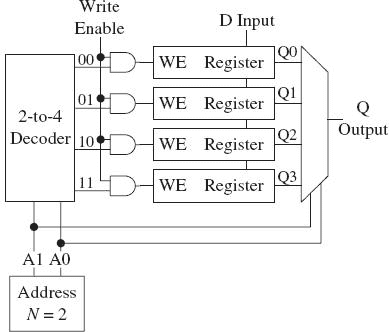 Write
Enable
D Input
00
WE Register
Q0
01
WE Register
Q1
2-to-4
Decoder
10
WE Register
Q2
Q
Output
11
WE Register
Q3
A1 A0
Address
N = 2